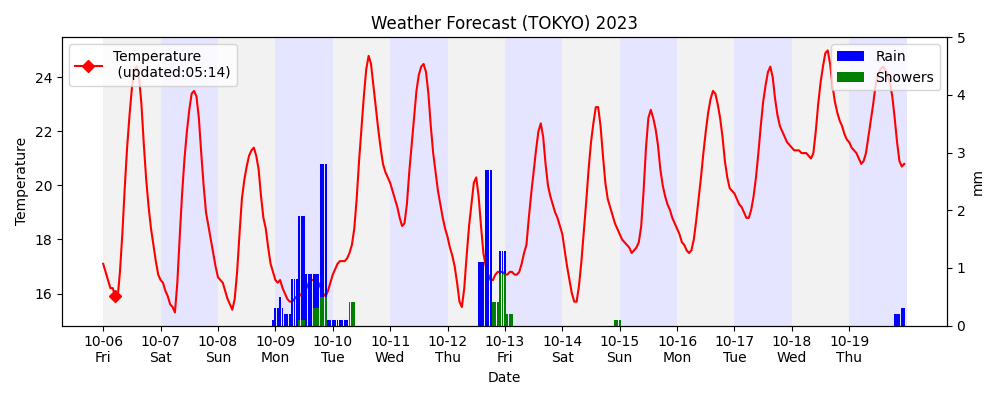 Weather Forecast (TOKYO) 2023
Temperature
(updated:05:14)
Rain
Showers
Temperature
24
22
20
18
16
5
4
3
2
1
0
mm
10-06 10-07 10-08 10-09 10-10 10-11 10-12 10-13 10-14 10-15 10-16 10-17 10-18 10-19
Fri Sat Sun Mon Tue Wed Thu Fri Sat Sun Mon Tue Wed Thu
Date